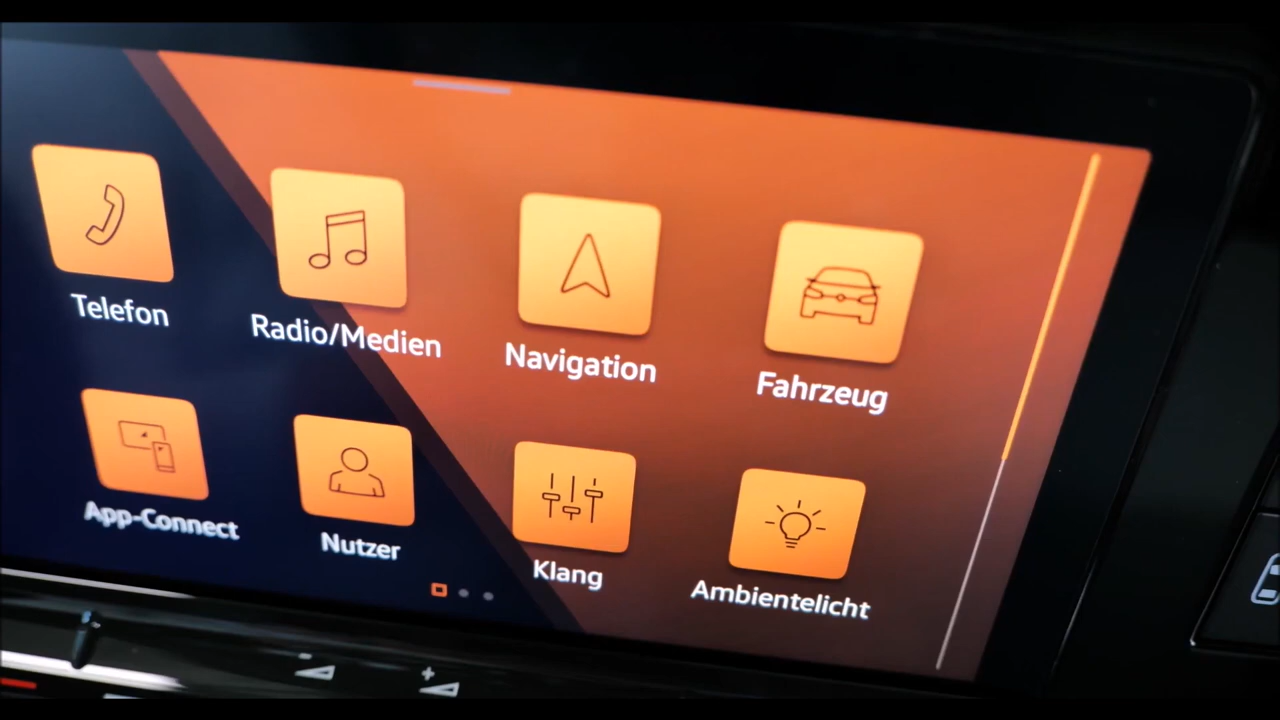 Telefon
Radio/Medien
Navigation
Fahrzeug
App-Connect
Nutzer
Klang
Ambientelicht
- +